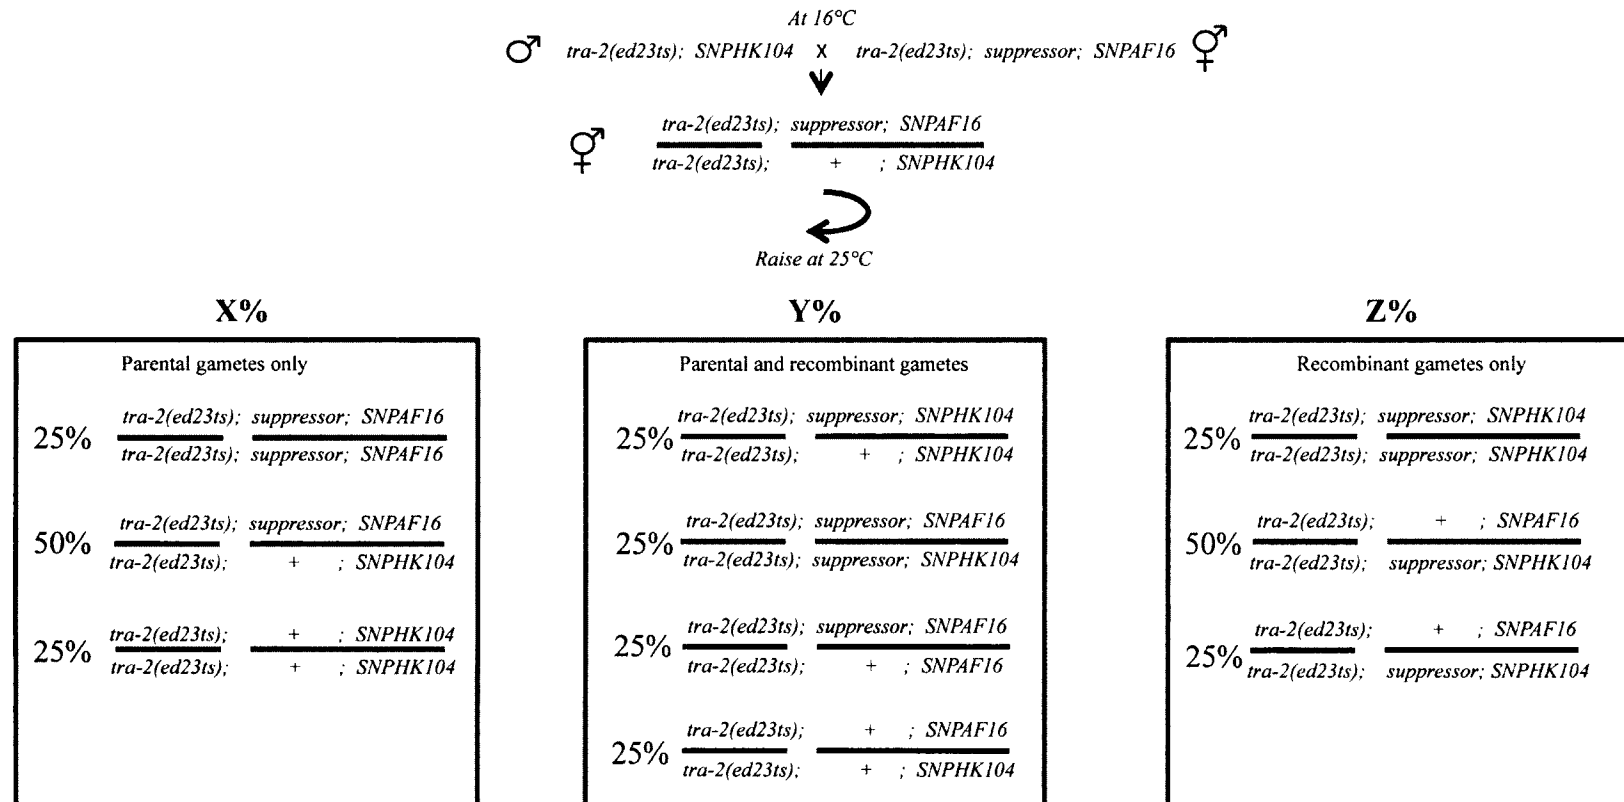 At 16°C
♂ tra-2(ed23ts); SNPHK104 X tra-2(ed23ts); suppressor; SNPAF16 ⚥
tra-2(ed23ts); suppressor; SNPAF16
tra-2(ed23ts); + ; SNPHK104
Raise at 25°C
X%
Parental gametes only
tra-2(ed23ts); suppressor; SNPAF16
25%
tra-2(ed23ts); suppressor; SNPAF16
tra-2(ed23ts); suppressor; SNPAF16
50%
tra-2(ed23ts); + ; SNPHK104
tra-2(ed23ts); + ; SNPHK104
25%
tra-2(ed23ts); + ; SNPHK104
Y%
Parental and recombinant gametes
tra-2(ed23ts); suppressor; SNPHK104
25%
tra-2(ed23ts); + ; SNPHK104
tra-2(ed23ts); suppressor; SNPAF16
25%
tra-2(ed23ts); suppressor; SNPHK104
tra-2(ed23ts); suppressor; SNPAF16
25%
tra-2(ed23ts); + ; SNPAF16
tra-2(ed23ts); + ; SNPAF16
25%
tra-2(ed23ts); + ; SNPHK104
Z%
Recombinant gametes only
tra-2(ed23ts); suppressor; SNPHK104
25%
tra-2(ed23ts); suppressor; SNPHK104
tra-2(ed23ts); + ; SNPAF16
50%
tra-2(ed23ts); suppressor; SNPHK104
tra-2(ed23ts); + ; SNPAF16
25%
tra-2(ed23ts); suppressor; SNPHK104